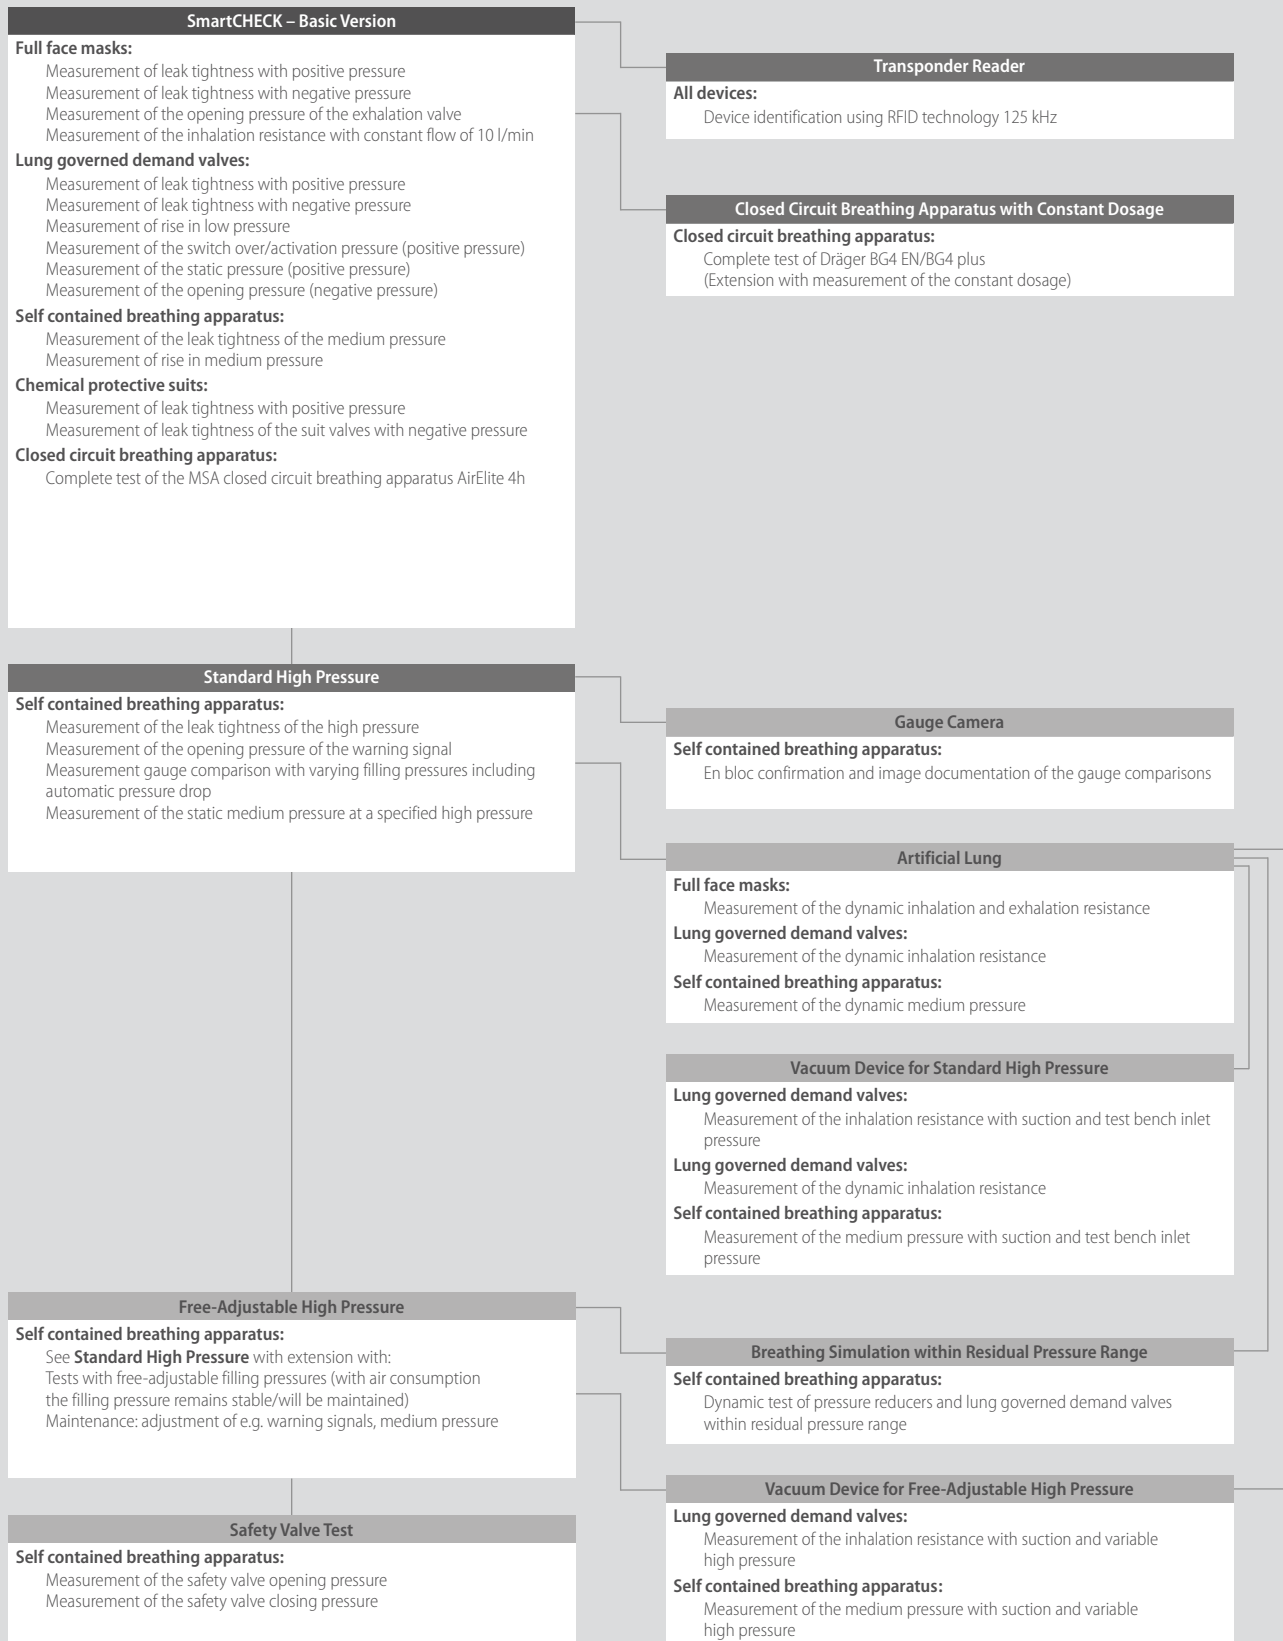 SmartCHECK – Basic Version
Full face masks:
Measurement of leak tightness with positive pressure
Measurement of leak tightness with negative pressure
Measurement of the opening pressure of the exhalation valve
Measurement of the inhalation resistance with constant flow of 10 l/min
Lung governed demand valves:
Measurement of leak tightness with positive pressure
Measurement of leak tightness with negative pressure
Measurement of rise in low pressure
Measurement of the switch over/activation pressure (positive pressure)
Measurement of the static pressure (positive pressure)
Measurement of the opening pressure (negative pressure)
Self contained breathing apparatus:
Measurement of the leak tightness of the medium pressure
Measurement of rise in medium pressure
Chemical protective suits:
Measurement of leak tightness with positive pressure
Measurement of leak tightness of the suit valves with negative pressure
Closed circuit breathing apparatus:
Complete test of the MSA closed circuit breathing apparatus AirElite 4h
Transponder Reader
All devices:
Device identification using RFID technology 125 kHz
Closed Circuit Breathing Apparatus with Constant Dosage
Closed circuit breathing apparatus:
Complete test of Dräger BG4 EN/BG4 plus
(Extension with measurement of the constant dosage)
Standard High Pressure
Self contained breathing apparatus:
Measurement of the leak tightness of the high pressure
Measurement of the opening pressure of the warning signal
Measurement gauge comparison with varying filling pressures including
automatic pressure drop
Measurement of the static medium pressure at a specified high pressure
Gauge Camera
Self contained breathing apparatus:
En bloc confirmation and image documentation of the gauge comparisons
Artificial Lung
Full face masks:
Measurement of the dynamic inhalation and exhalation resistance
Lung governed demand valves:
Measurement of the dynamic inhalation resistance
Self contained breathing apparatus:
Measurement of the dynamic medium pressure
Vacuum Device for Standard High Pressure
Lung governed demand valves:
Measurement of the inhalation resistance with suction and test bench inlet
pressure
Lung governed demand valves:
Measurement of the dynamic inhalation resistance
Self contained breathing apparatus:
Measurement of the medium pressure with suction and test bench inlet
pressure
Free-Adjustable High Pressure
Self contained breathing apparatus:
See Standard High Pressure with extension with:
Tests with free-adjustable filling pressures (with air consumption
the filling pressure remains stable/will be maintained)
Maintenance: adjustment of e.g. warning signals, medium pressure
Breathing Simulation within Residual Pressure Range
Self contained breathing apparatus:
Dynamic test of pressure reducers and lung governed demand valves
within residual pressure range
Vacuum Device for Free-Adjustable High Pressure
Lung governed demand valves:
Measurement of the inhalation resistance with suction and variable
high pressure
Self contained breathing apparatus:
Measurement of the medium pressure with suction and variable
high pressure
Safety Valve Test
Self contained breathing apparatus:
Measurement of the safety valve opening pressure
Measurement of the safety valve closing pressure